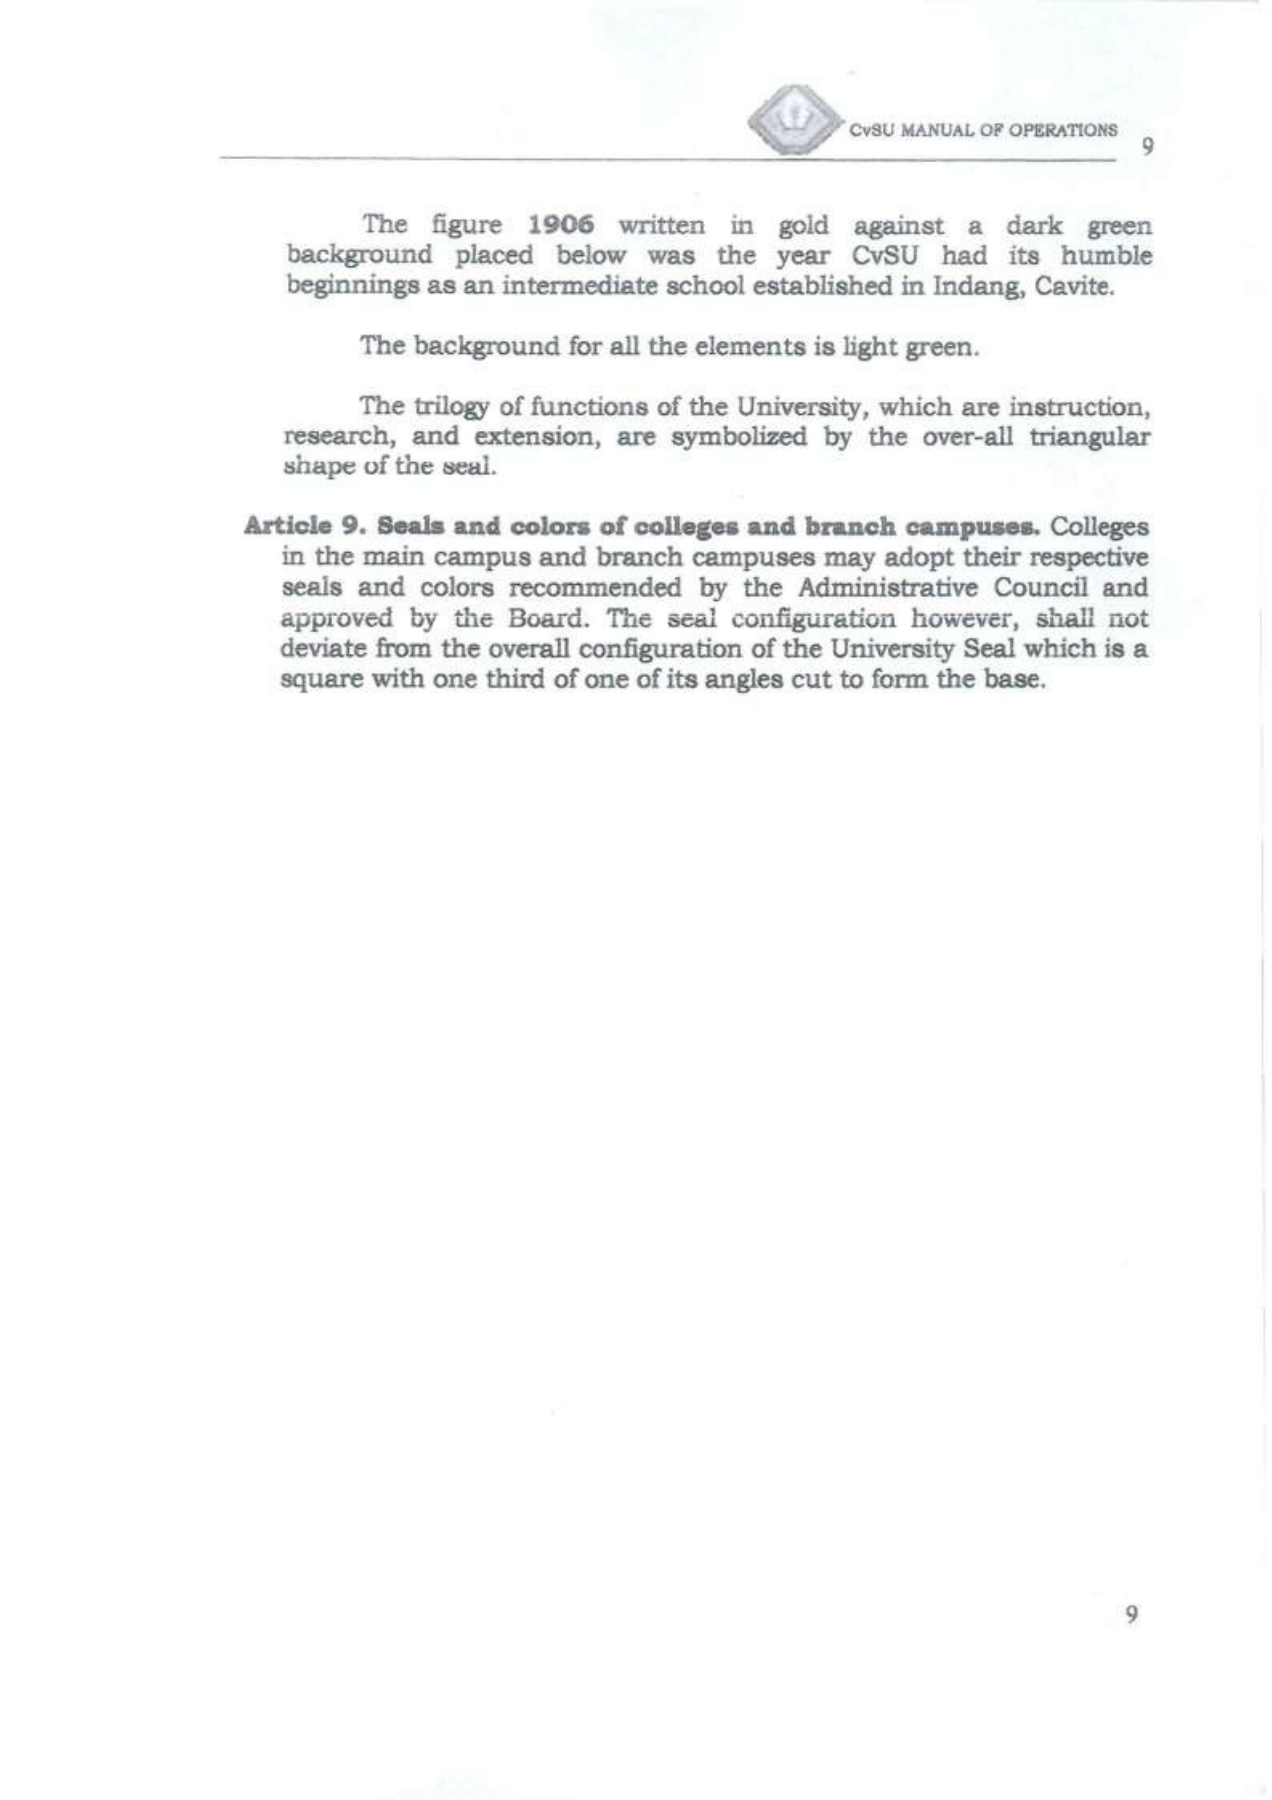 CvSU MANUAL OF OPERATIONS
9
The figure 1906 written in gold against a dark green
background placed below was the year CvSU had its humble
beginnings as an intermediate school established in Indang, Cavite.
The background for all the elements is light green.
The trilogy of functions of the University, which are instruction,
research, and extension, are symbolized by the over-all triangular
shape of the seal.
Article 9. Seals and colors of colleges and branch campuses. Colleges
in the main campus and branch campuses may adopt their respective
seals and colors recommended by the Administrative Council and
approved by the Board. The seal configuration however, shall not
deviate from the overall configuration of the University Seal which is a
square with one third of one of its angles cut to form the base.
9